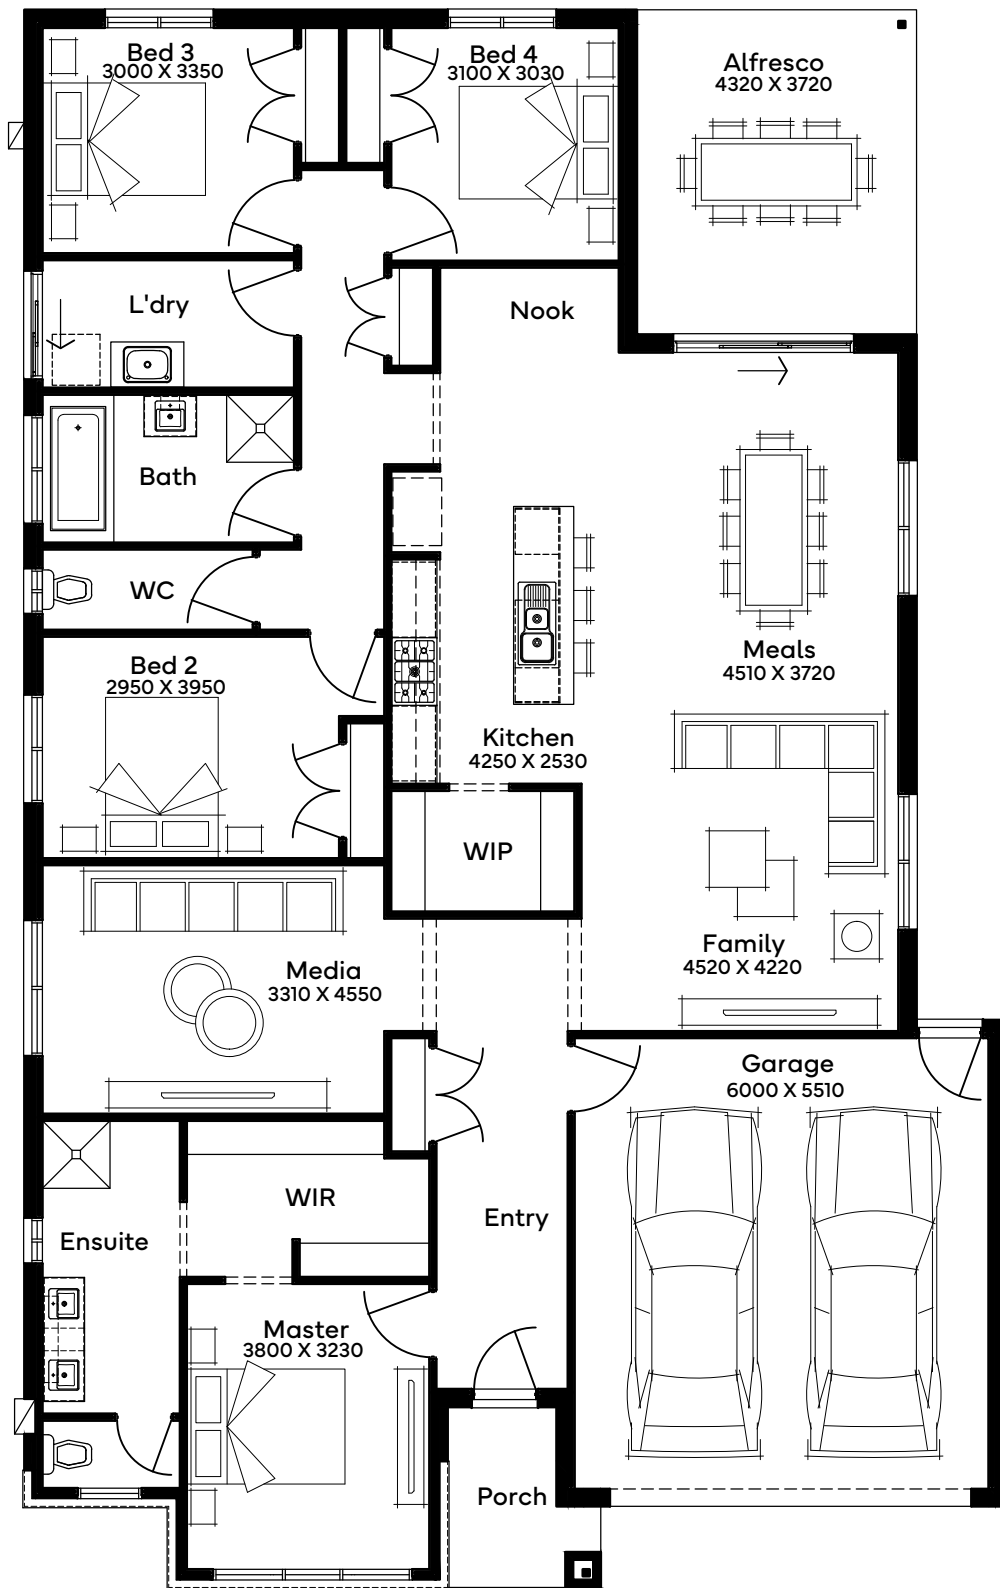 Bed 3
3000 X 3350
Bed 4
3100 X 3030
Alfresco
4320 X 3720
L'dry
Nook
Bath
WC
Meals
4510 X 3720
Bed 2
2950 X 3950
Kitchen
4250 X 2530
WIP
Family
4520 X 4220
Media
3310 X 4550
Garage
6000 X 5510
WIR
Entry
Ensuite
Master
3800 X 3230
Porch